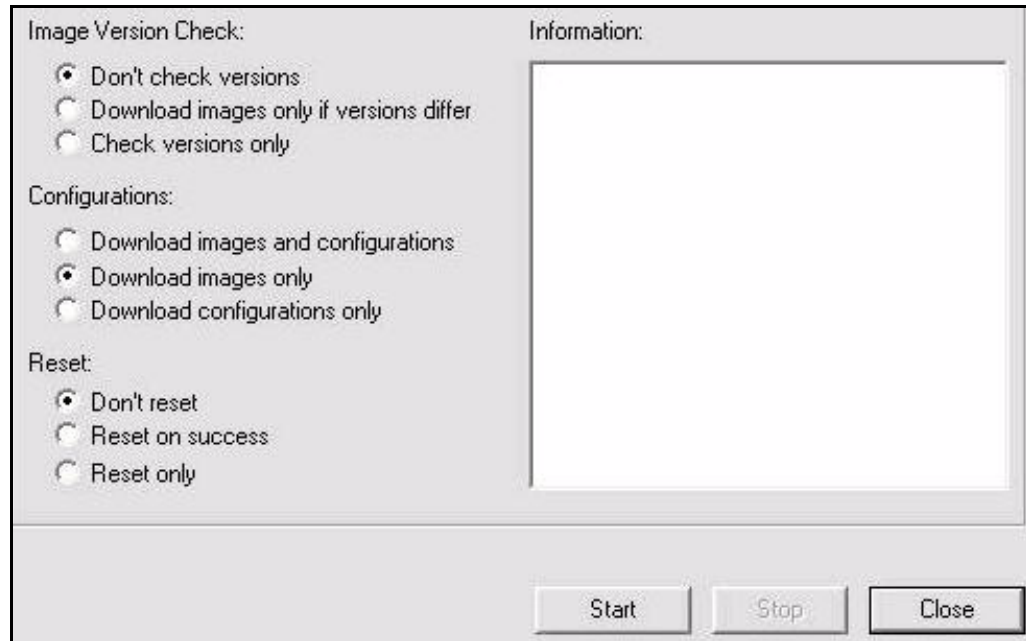 Image Version Check:
Don't check versions
Download images only if versions differ
Check versions only
Configurations:
Download images and configurations
Download images only
Download configurations only
Reset:
Don't reset
Reset on success
Reset only
Information:
Start
Stop
Close